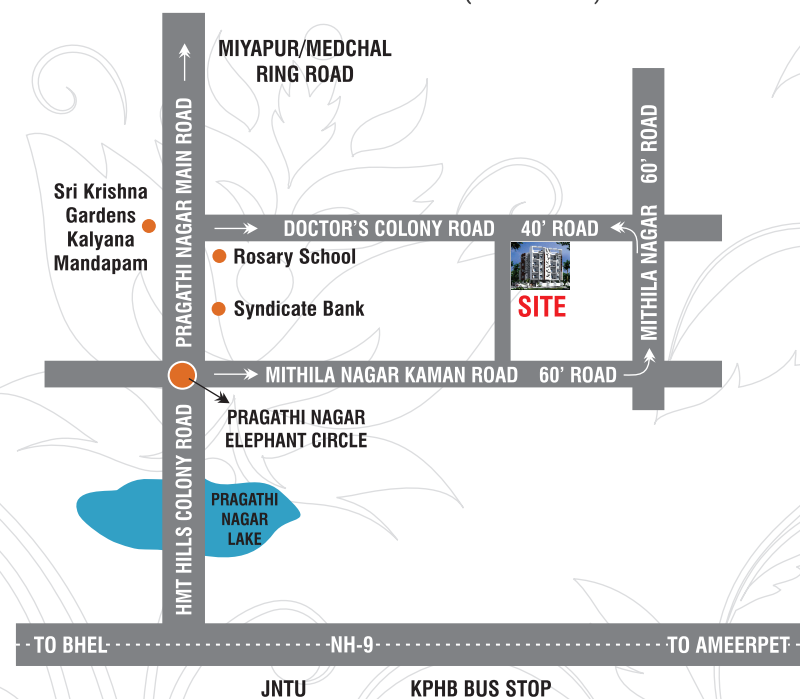 MIYAPUR/MEDCHAL
RING ROAD
PRAGATHI NAGAR MAIN ROAD
MITHILA NAGAR 60' ROAD
Sri Krishna
Gardens
Kalyana
Mandapam
DOCTOR'S COLONY ROAD 40' ROAD
Rosary School
Syndicate Bank
SITE
MITHILA NAGAR KAMAN ROAD 60' ROAD
PRAGATHI NAGAR
ELEPHANT CIRCLE
HMT HILLS COLONY ROAD
PRAGATHI
NAGAR
LAKE
TO BHEL NH-9 TO AMEERPET
JNTU KPHB BUS STOP